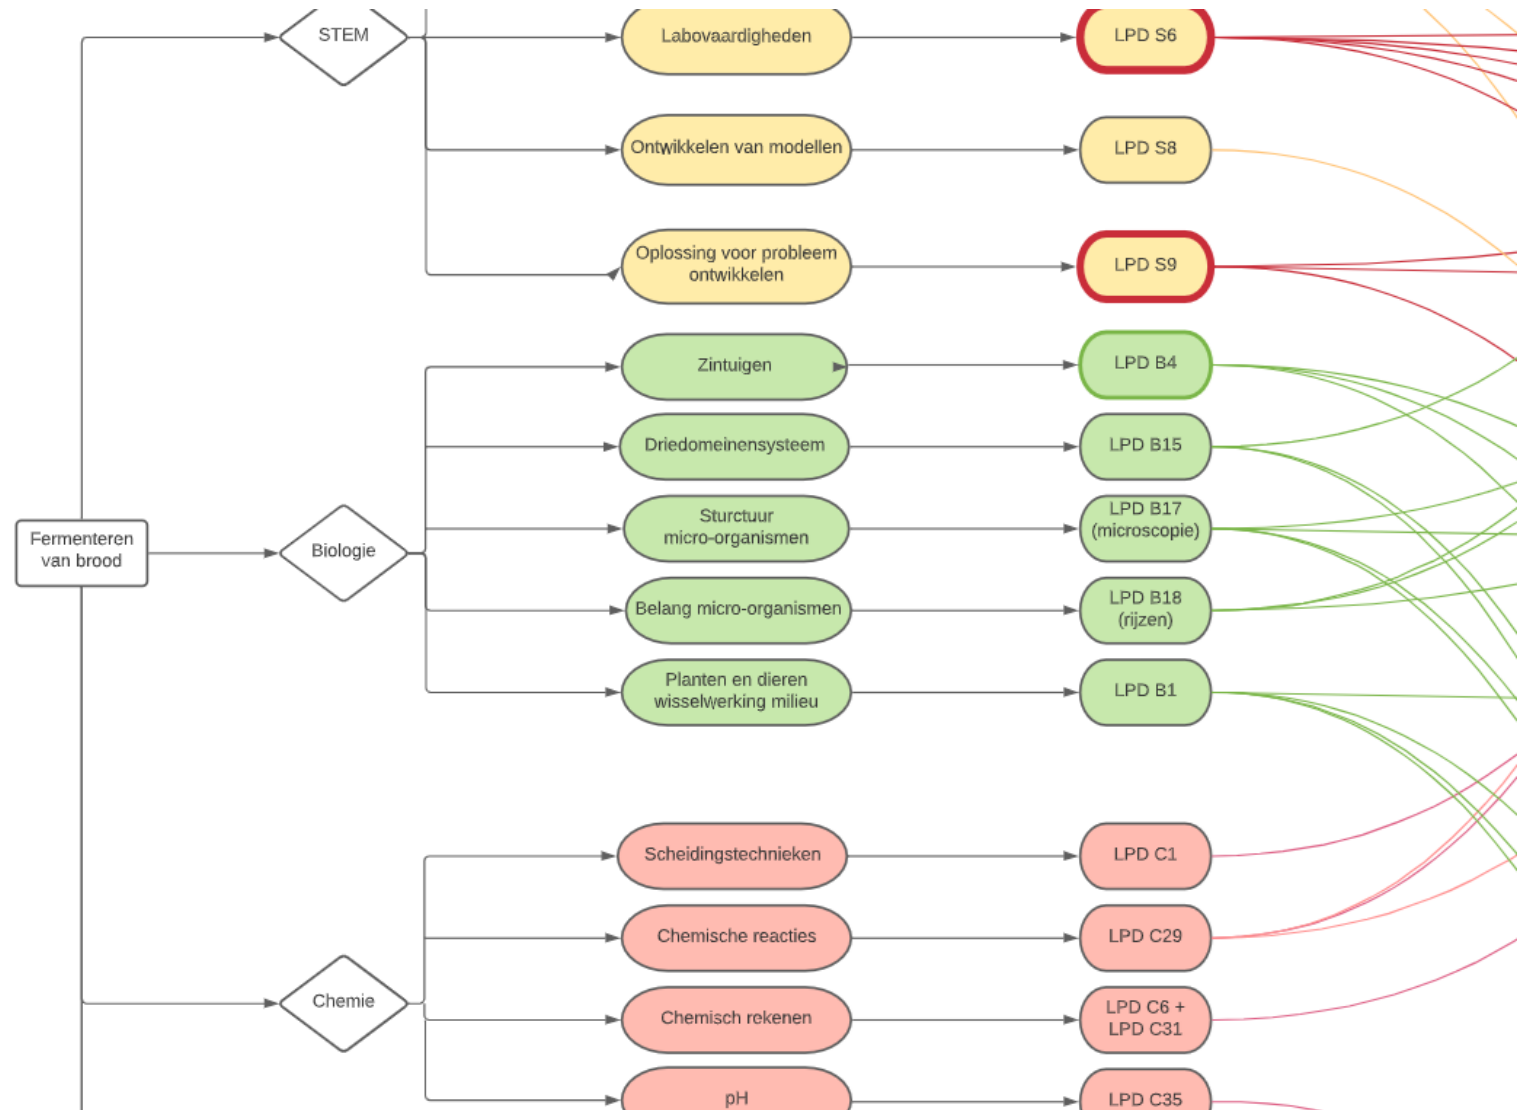 STEM
Labovaardigheden
LPD S6
Ontwikkelen van modellen
LPD S8
Oplossing voor probleem
ontwikkelen
LPD S9
Zintuigen
LPD B4
Driedomeinensysteem
LPD B15
Sturctuur
micro-organismen
LPD B17
(microscopie)
Fermenteren
van brood
Biologie
Belang micro-organismen
LPD B18
(rijzen)
Planten en dieren
wisselwerking milieu
LPD B1
Scheidingstechnieken
LPD C1
Chemische reacties
LPD C29
Chemie
Chemisch rekenen
LPD C6 +
LPD C31
pH
LPD C35